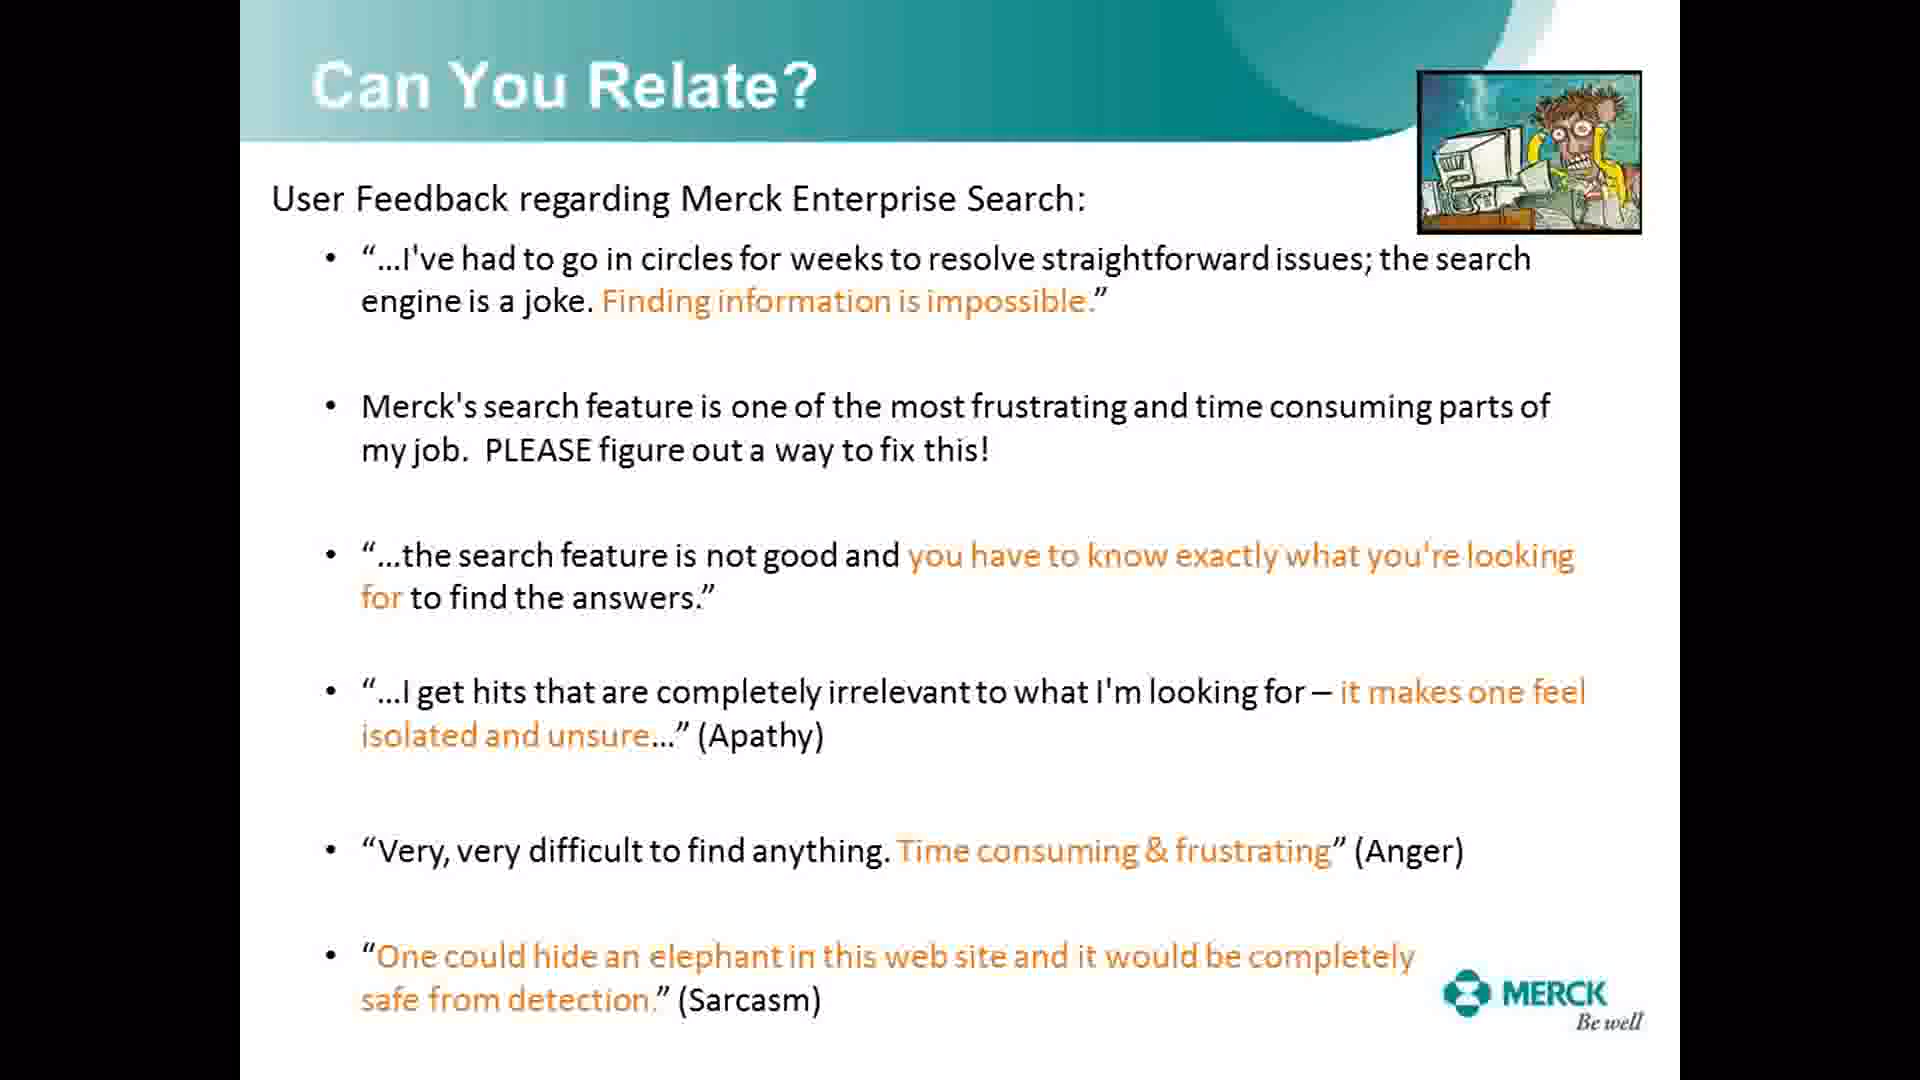 Can You Relate?
User Feedback regarding Merck Enterprise Search:
• “...I've had to go in circles for weeks to resolve straightforward issues; the search
engine is a joke. Finding information is impossible.”
• Merck's search feature is one of the most frustrating and time consuming parts of
my job.  PLEASE figure out a way to fix this!
• “...the search feature is not good and you have to know exactly what you're looking
for to find the answers.”
• “...I get hits that are completely irrelevant to what I'm looking for – it makes one feel
isolated and unsure...” (Apathy)
• “Very, very difficult to find anything. Time consuming & frustrating” (Anger)
• “One could hide an elephant in this web site and it would be completely
safe from detection.” (Sarcasm)
MERCK
Be well